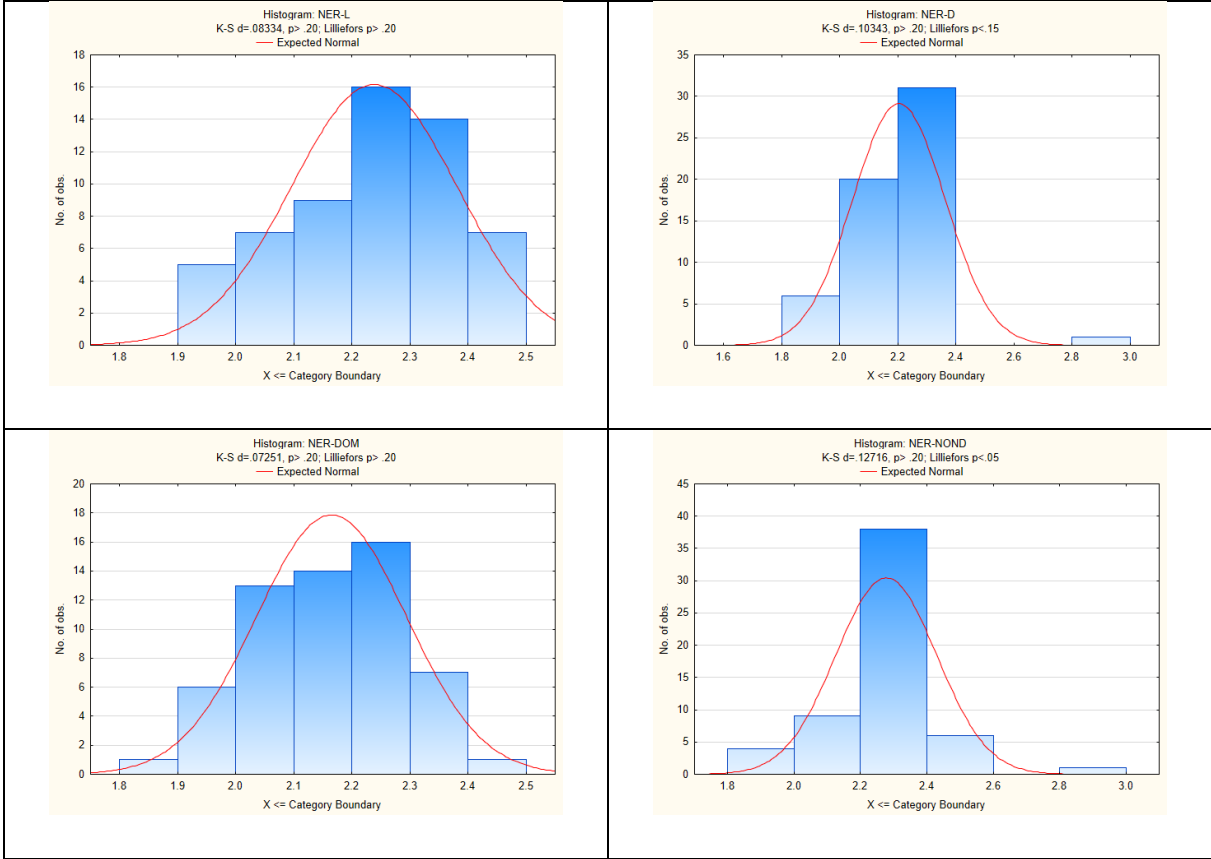 Histogram: NER-L
K-S d=.08334, p> .20; Lilliefors p> .20
Expected Normal
18
16
14
12
10
8
6
4
2
0
No. of obs.
1.8 1.9 2.0 2.1 2.2 2.3 2.4 2.5
X <= Category Boundary
Histogram: NER-D
K-S d=.10343, p> .20; Lilliefors p<.15
Expected Normal
35
30
25
20
15
10
5
0
No. of obs.
1.6 1.8 2.0 2.2 2.4 2.6 2.8 3.0
X <= Category Boundary
Histogram: NER-DOM
K-S d=.07251, p> .20; Lilliefors p> .20
Expected Normal
20
18
16
14
12
10
8
6
4
2
0
No. of obs.
1.8 1.9 2.0 2.1 2.2 2.3 2.4 2.5
X <= Category Boundary
Histogram: NER-NOND
K-S d=.12716, p> .20; Lilliefors p<.05
Expected Normal
45
40
35
30
25
20
15
10
5
0
No. of obs.
1.8 2.0 2.2 2.4 2.6 2.8 3.0
X <= Category Boundary